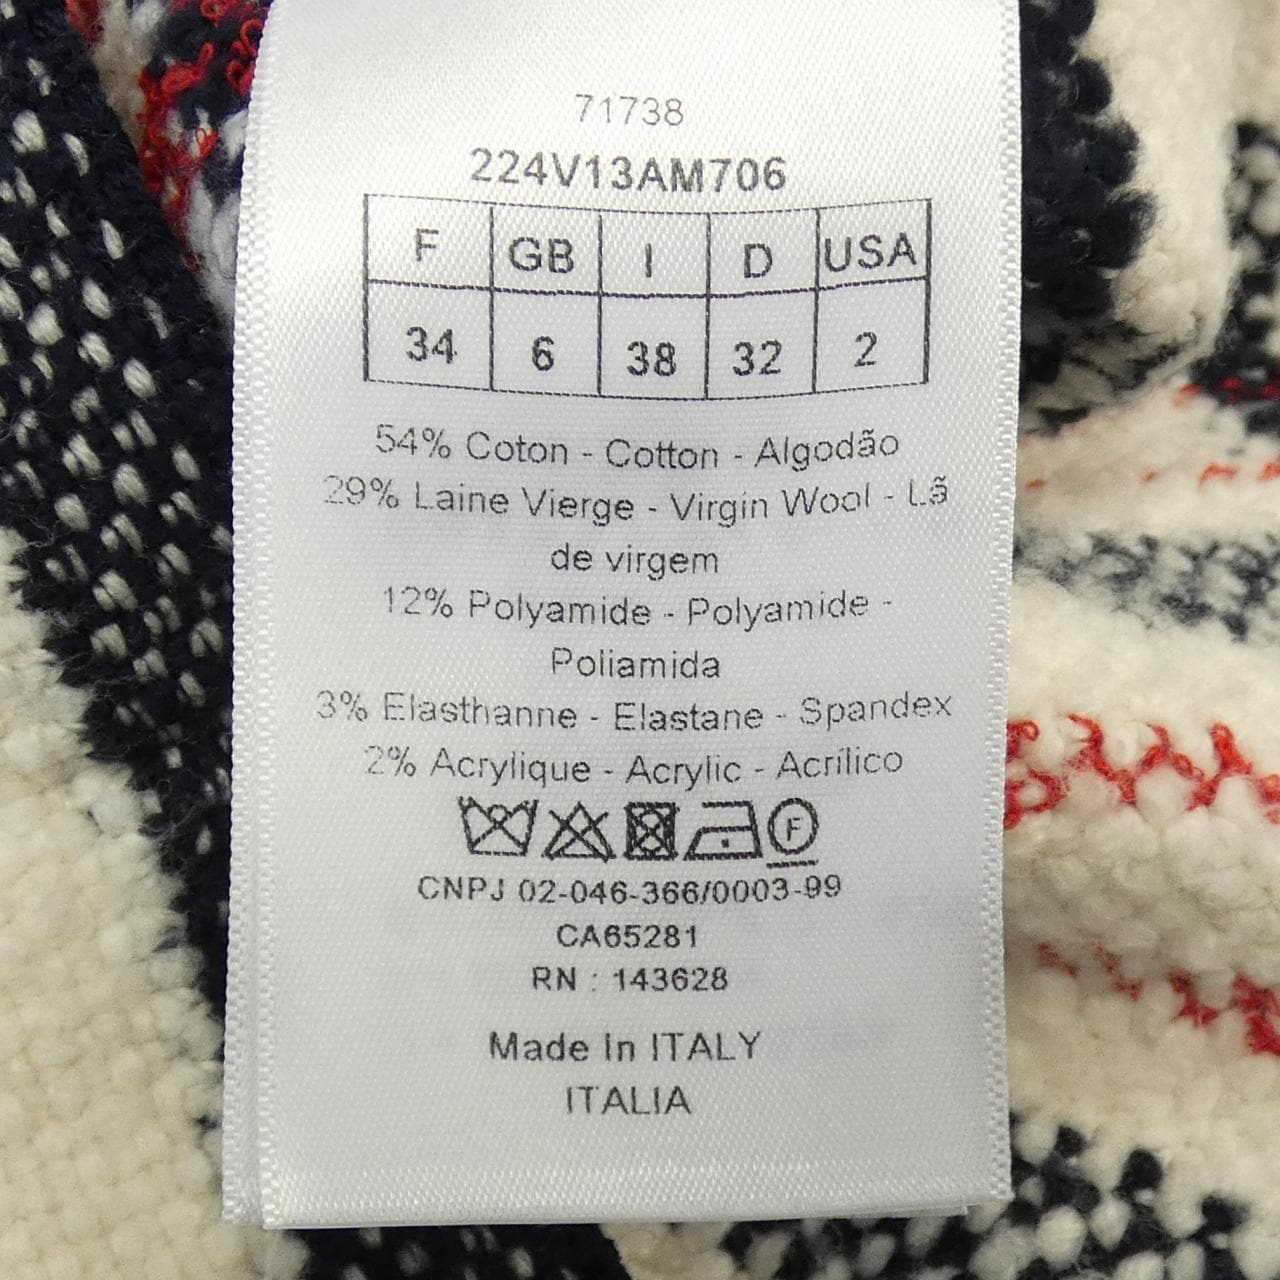 71738
224V13AM706
F GB I D USA
34 6 38 32 2
54% Coton - Cotton - Algodão
29% Laine Vierge - Virgin Wool - Lã
de virgem
12% Polyamide - Polyamide -
Poliamida
3% Elasthanne - Elastane - Spandex
2% Acrylique - Acrylic - Acrílico
F
CNPJ 02-046-366/0003-99
CA65281
RN : 143628
Made In ITALY
ITALIA